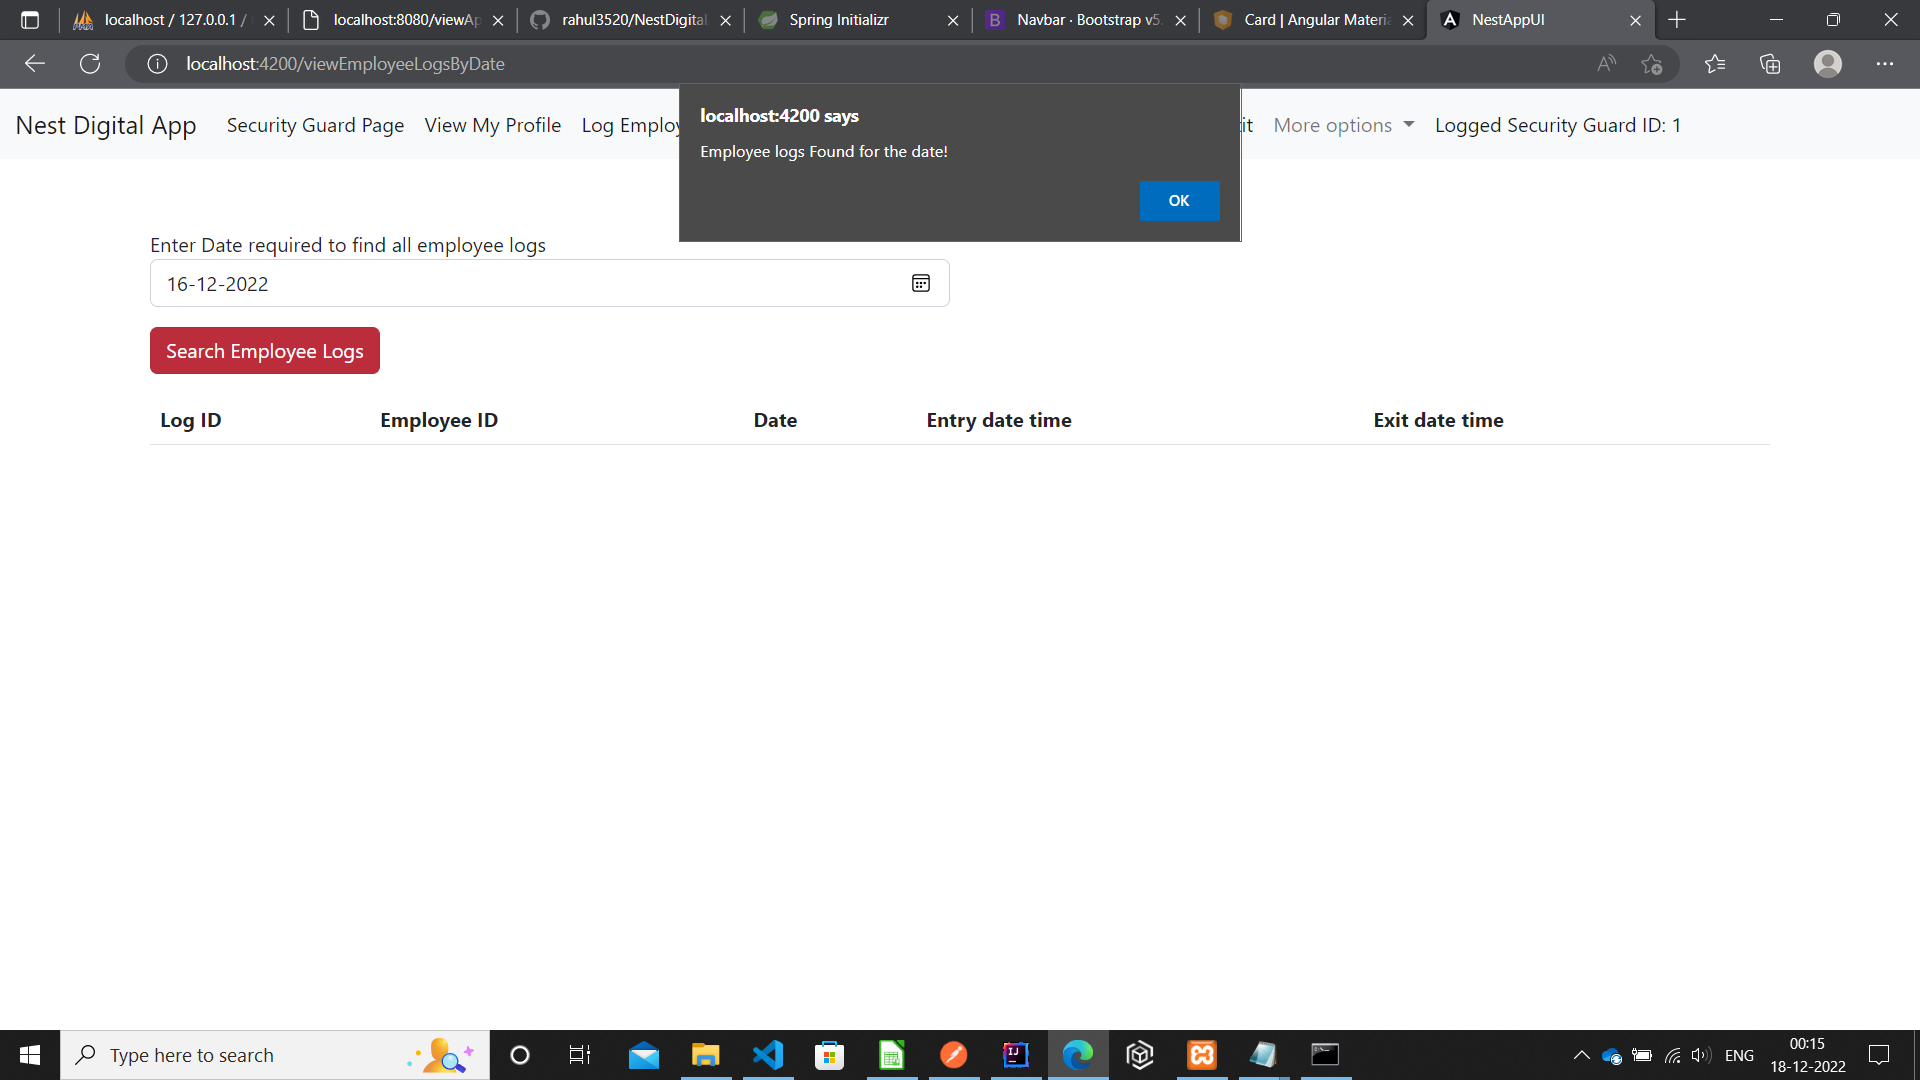 localhost / 127.0.0.1 /
localhost:8080/viewAp
rahul3520/NestDigital
Spring Initializr
B
Navbar · Bootstrap v5.
Card | Angular Materia
NestAppUI
localhost:4200/viewEmployeeLogsByDate
Nest Digital App
Security Guard Page
View My Profile
Log Employ
it
More options
Logged Security Guard ID: 1
localhost:4200 says
Employee logs Found for the date!
OK
Enter Date required to find all employee logs
16-12-2022
Search Employee Logs
Log ID Employee ID Date Entry date time Exit date time
Type here to search
ENG
00:15
18-12-2022